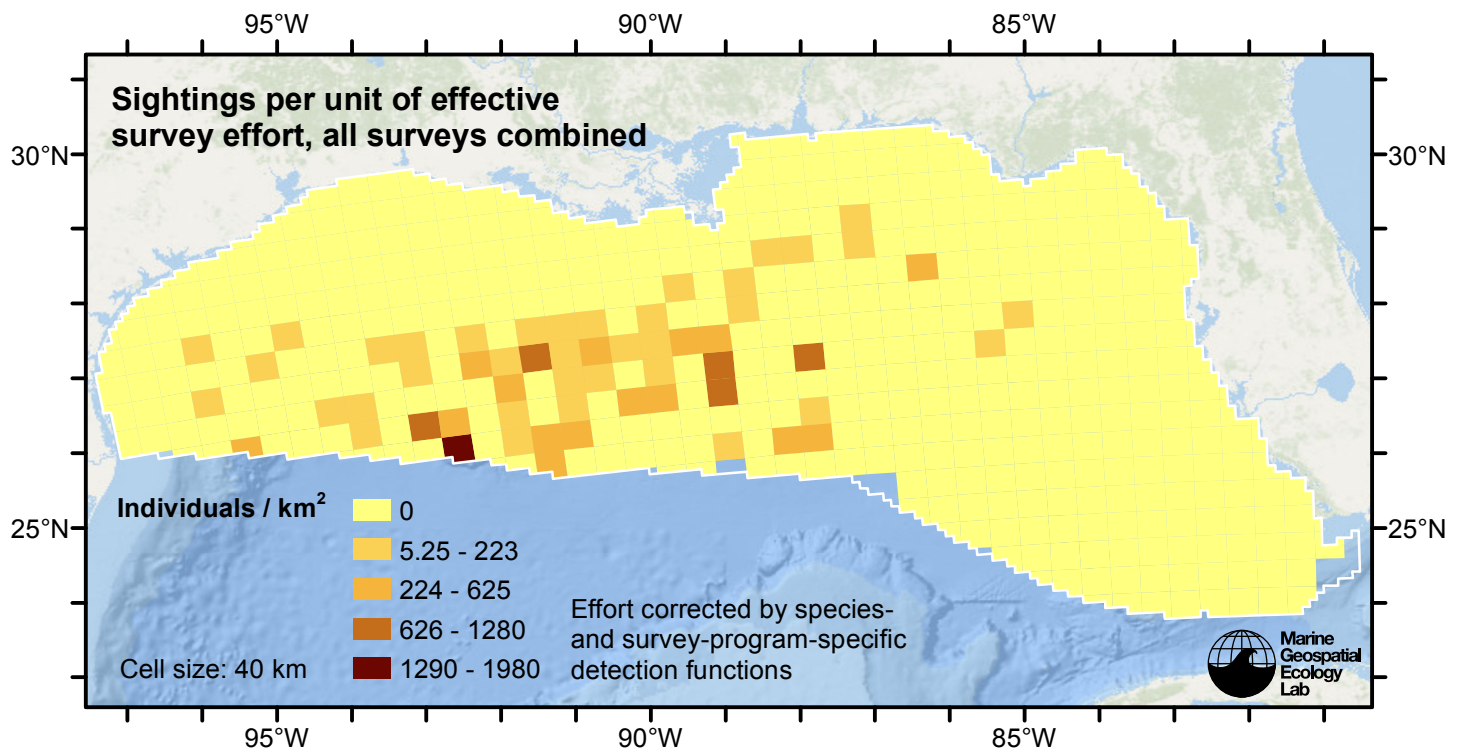 95°W 90°W 85°W
Sightings per unit of effective
survey effort, all surveys combined
30°N 30°N
25°N 25°N
Individuals / km²
0
5.25 - 223
224 - 625
626 - 1280
1290 - 1980
Cell size: 40 km
Effort corrected by species-
and survey-program-specific
detection functions
Marine
Geospatial
Ecology
Lab
95°W 90°W 85°W